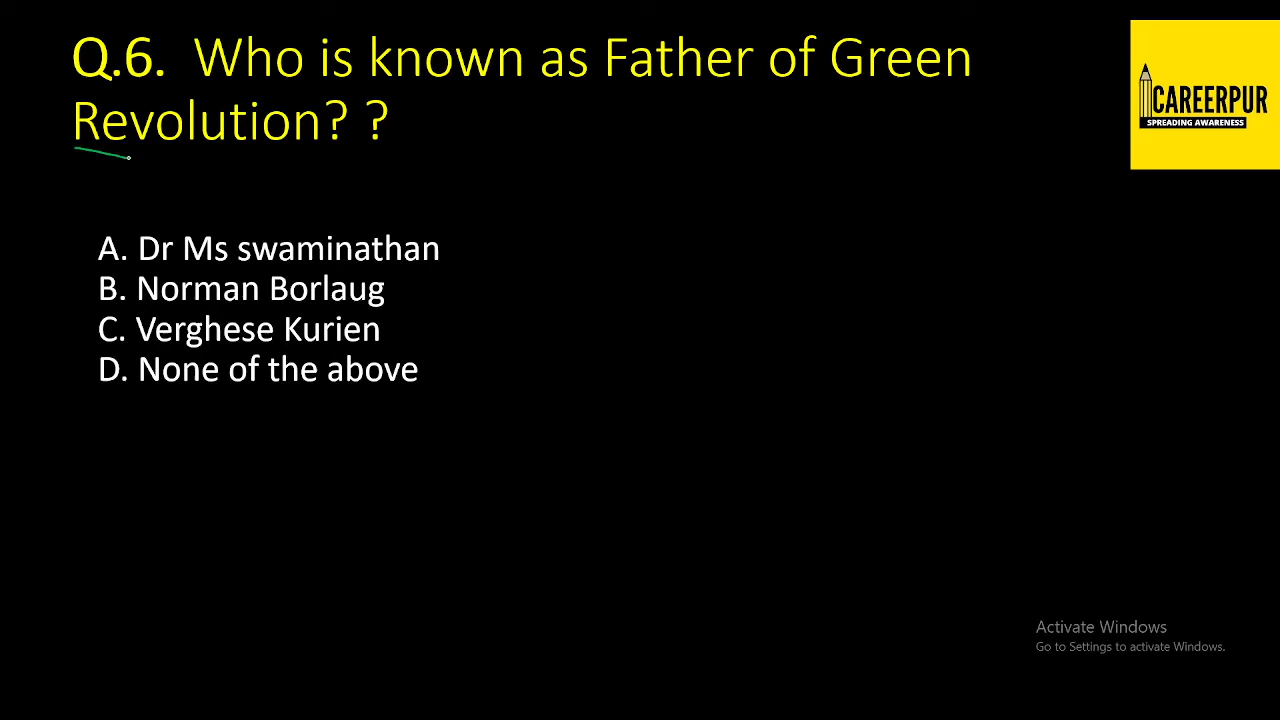 Q.6. Who is known as Father of Green
Revolution? ?
CAREERPUR
SPREADING AWARENESS
A. Dr Ms swaminathan
B. Norman Borlaug
C. Verghese Kurien
D. None of the above
Activate Windows
Go to Settings to activate Windows.